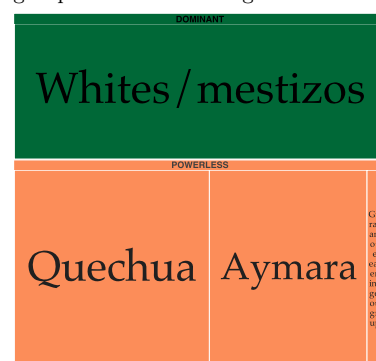 DOMINANT
Whites/mestizos
POWERLESS
Quechua
Aymara